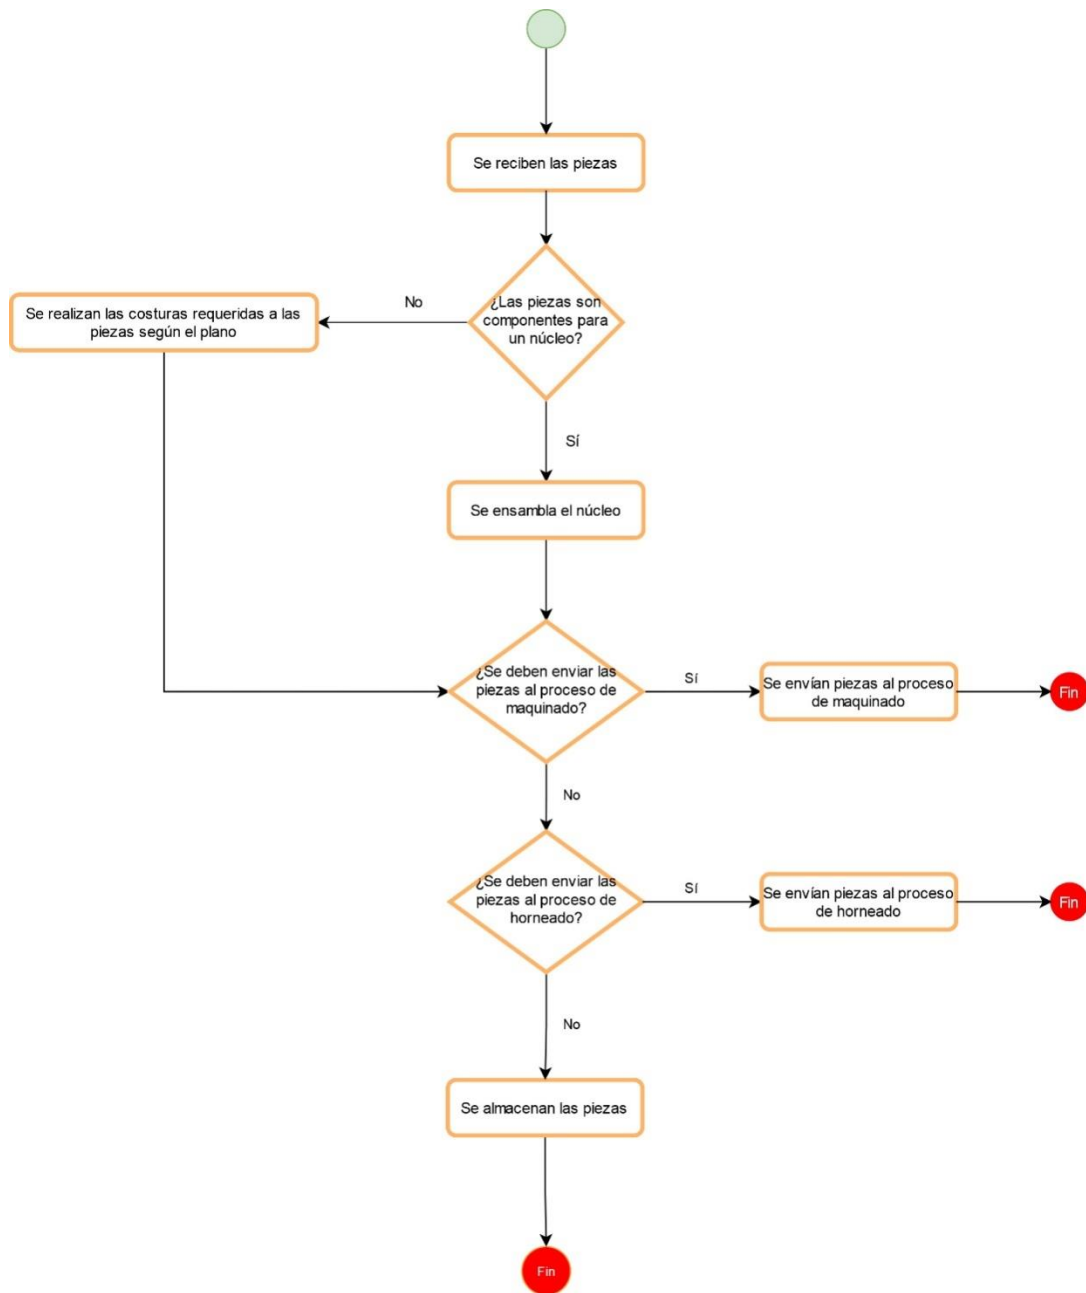 Se reciben las piezas
¿Las piezas son
componentes para
un núcleo?
No
Se realizan las costuras requeridas a las
piezas según el plano
Sí
Se ensambla el núcleo
¿Se deben enviar las
piezas al proceso de
maquinado?
Sí
Se envían piezas al proceso
de maquinado
Fin
No
¿Se deben enviar las
piezas al proceso de
horneado?
Sí
Se envían piezas al proceso
de horneado
Fin
No
Se almacenan las piezas
Fin